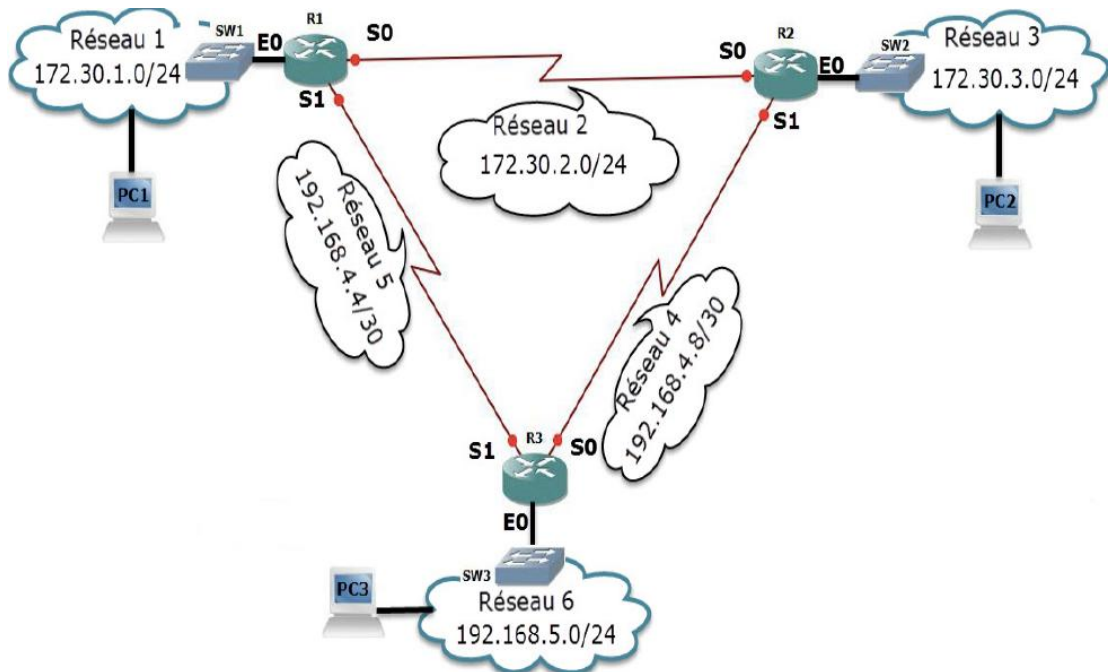 Réseau 1
172.30.1.0/24
SW1
E0
R1
S0
S1
S0
R2
E0
S1
SW2
Réseau 3
172.30.3.0/24
Réseau 2
172.30.2.0/24
PC1
PC2
Réseau 5
192.168.4.4/30
Réseau 4
192.168.4.8/30
S1
R3
S0
E0
SW3
PC3
Réseau 6
192.168.5.0/24